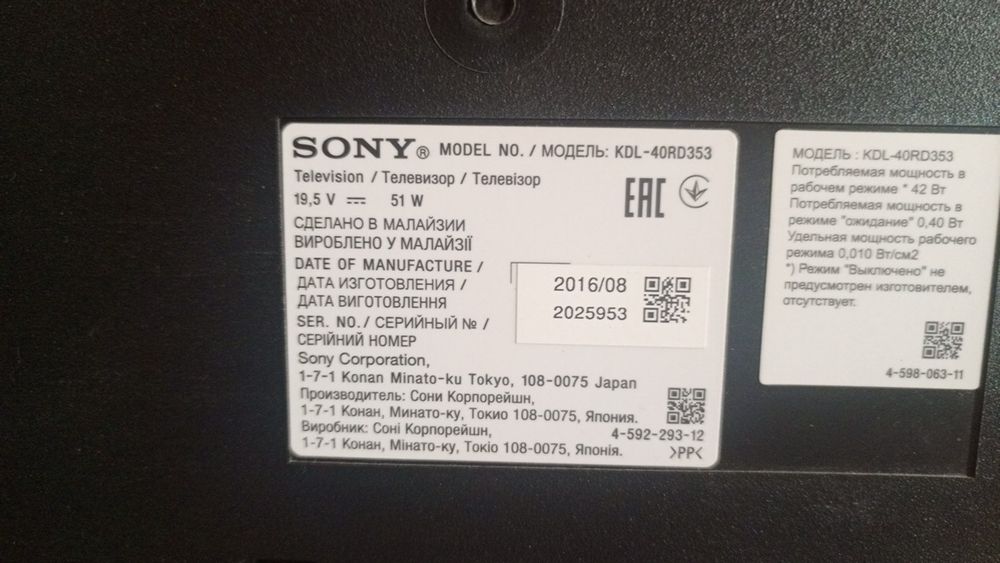 SONY® MODEL NO. / МОДЕЛЬ: KDL-40RD353
Television / Телевизор / Телевізор
19,5 V ⎓ 51 W
EAC
СДЕЛАНО В МАЛАЙЗИИ
ВИРОБЛЕНО У МАЛАЙЗІЇ
DATE OF MANUFACTURE /
ДАТА ИЗГОТОВЛЕНИЯ /
ДАТА ВИГОТОВЛЕННЯ
2016/08
2025953
SER. NO./ СЕРИЙНЫЙ № /
СЕРІЙНИЙ НОМЕР
Sony Corporation,
1-7-1 Konan Minato-ku Tokyo, 108-0075 Japan
Производитель: Сони Корпорейшн,
1-7-1 Конан, Минато-ку, Токио 108-0075, Япония.
Виробник: Соні Корпорейшн,
1-7-1 Конан, Мінато-ку, Токіо 108-0075, Японія.
4-592-293-12
>PP<
МОДЕЛЬ : KDL-40RD353
Потребляемая мощность в
рабочем режиме * 42 Вт
Потребляемая мощность в
режиме "ожидание" 0,40 Вт
Удельная мощность рабочего
режима 0,010 Вт/см2
*) Режим "Выключено" не
предусмотрен изготовителем,
отсутствует.
4-598-063-11